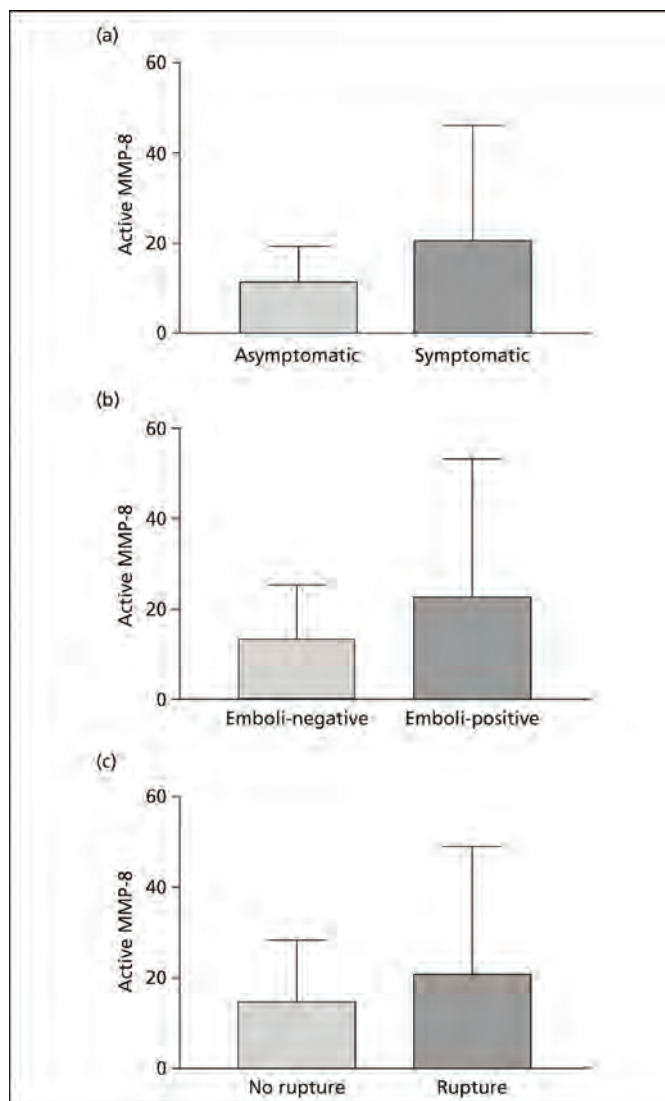 (a)
60
40
20
0
Active MMP-8
Asymptomatic Symptomatic
(b)
60
40
20
0
Active MMP-8
Emboli-negative Emboli-positive
(c)
60
40
20
0
Active MMP-8
No rupture Rupture